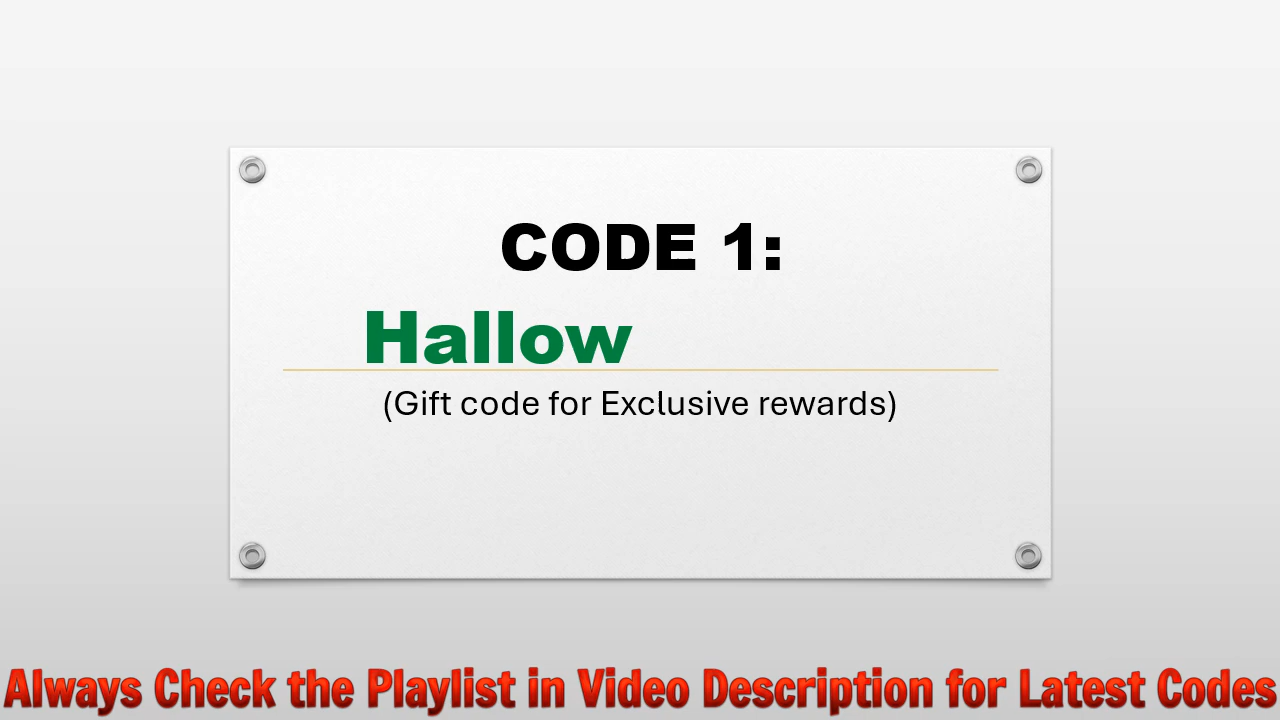 CODE 1:
Hallow
(Gift code for Exclusive rewards)
Always Check the Playlist in Video Description for Latest Codes